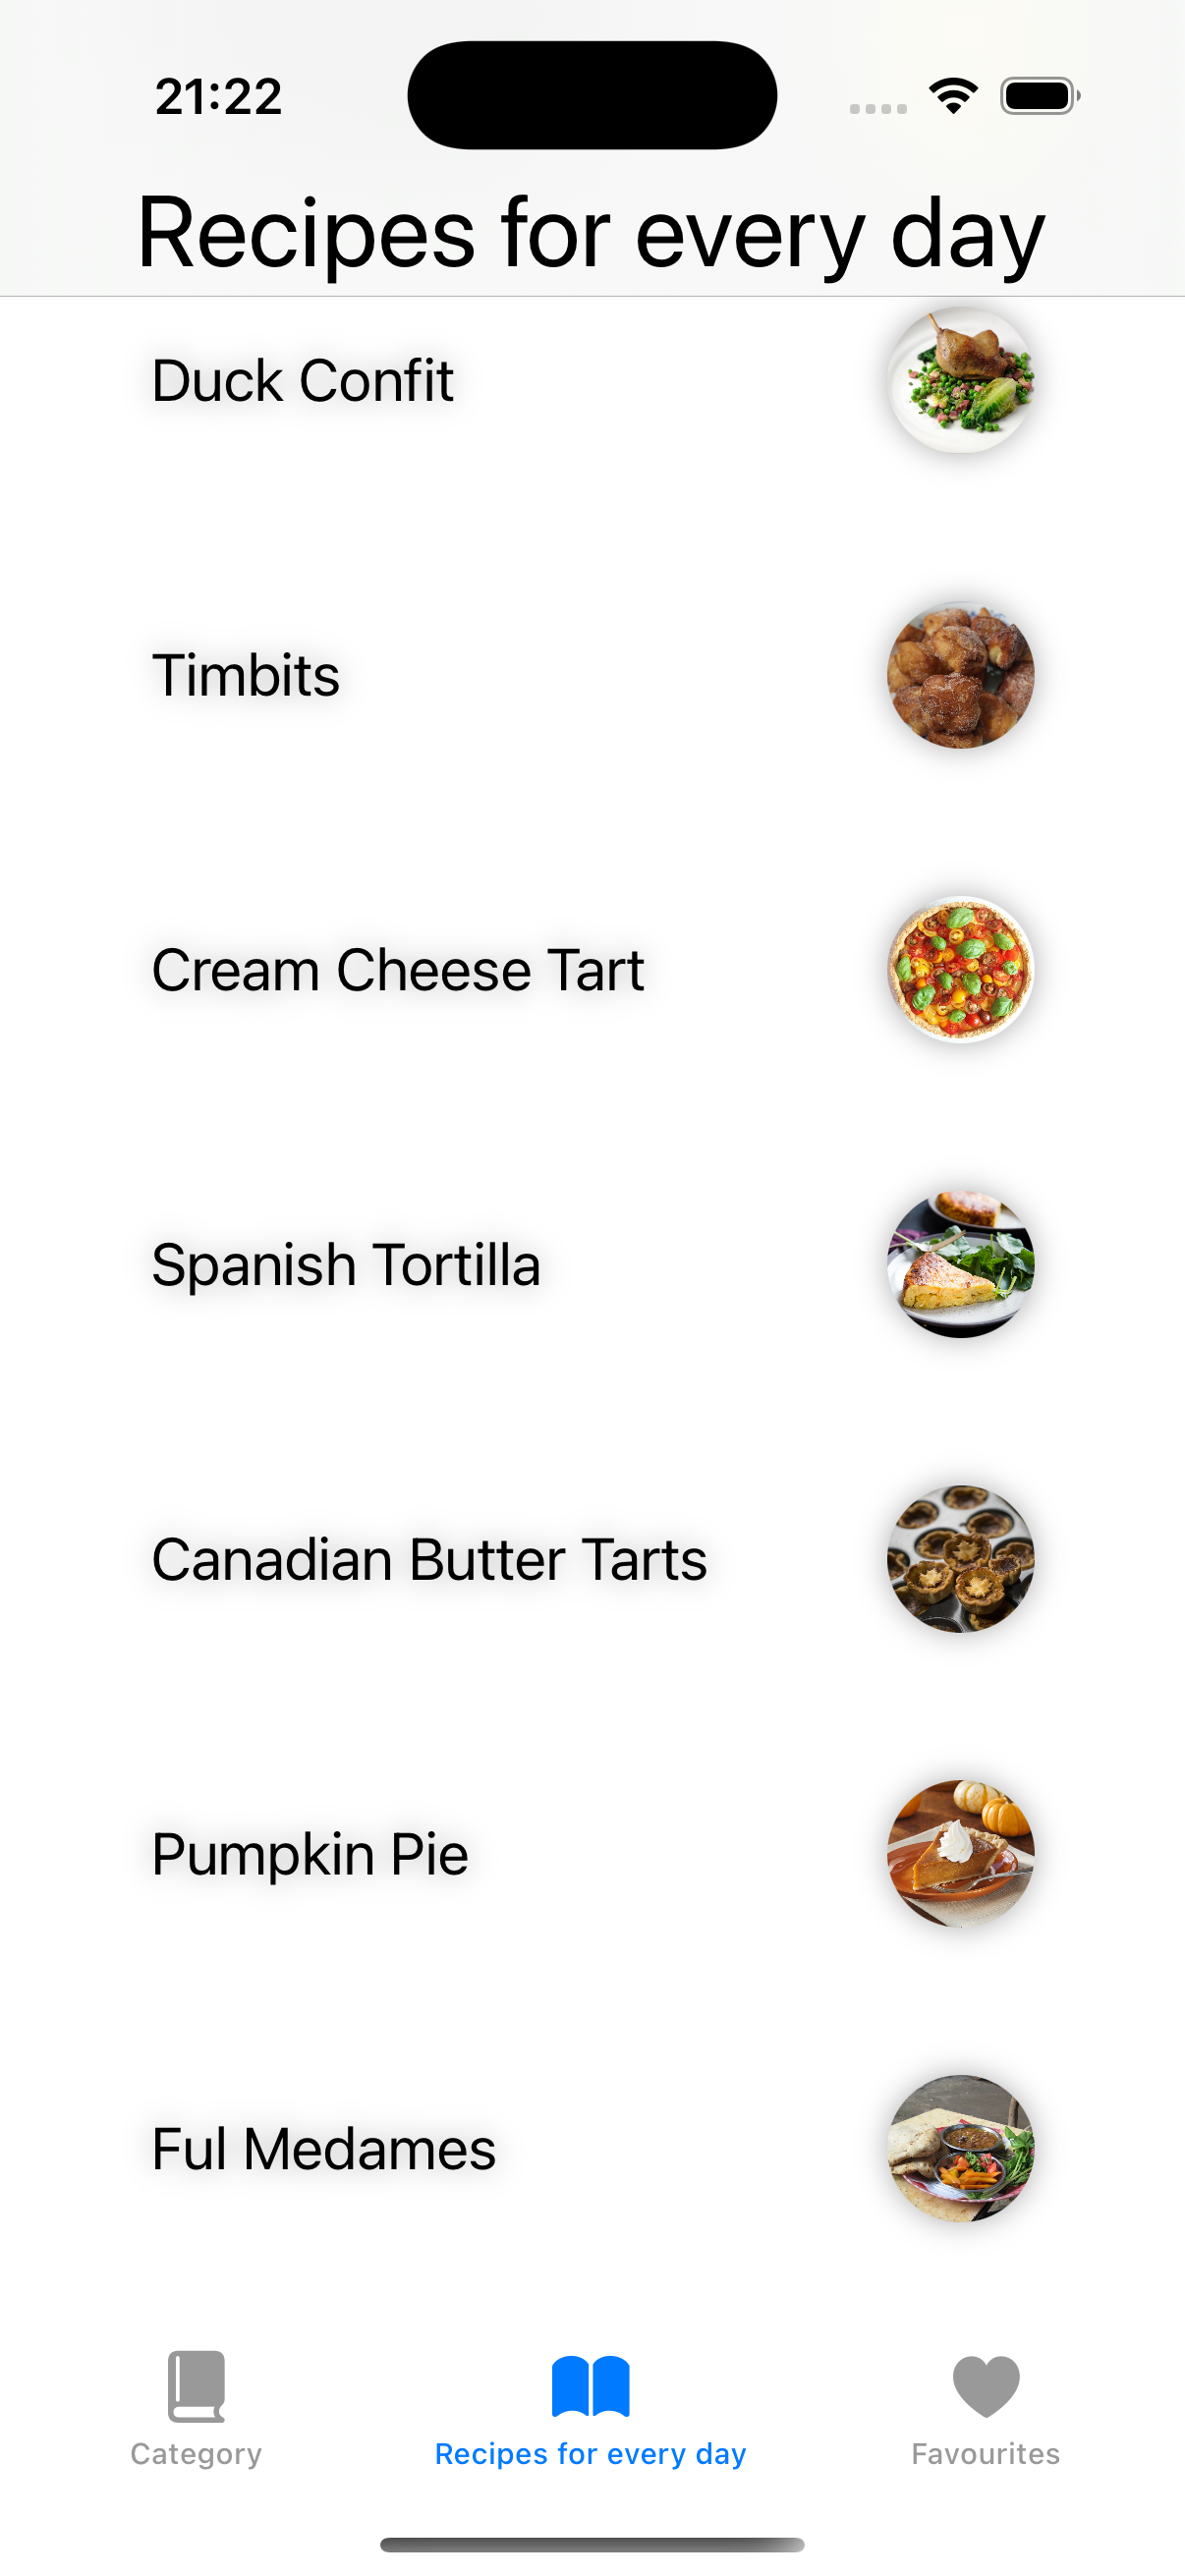 21:22
Recipes for every day
Duck Confit
Timbits
Cream Cheese Tart
Spanish Tortilla
Canadian Butter Tarts
Pumpkin Pie
Ful Medames
Category
Recipes for every day
Favourites